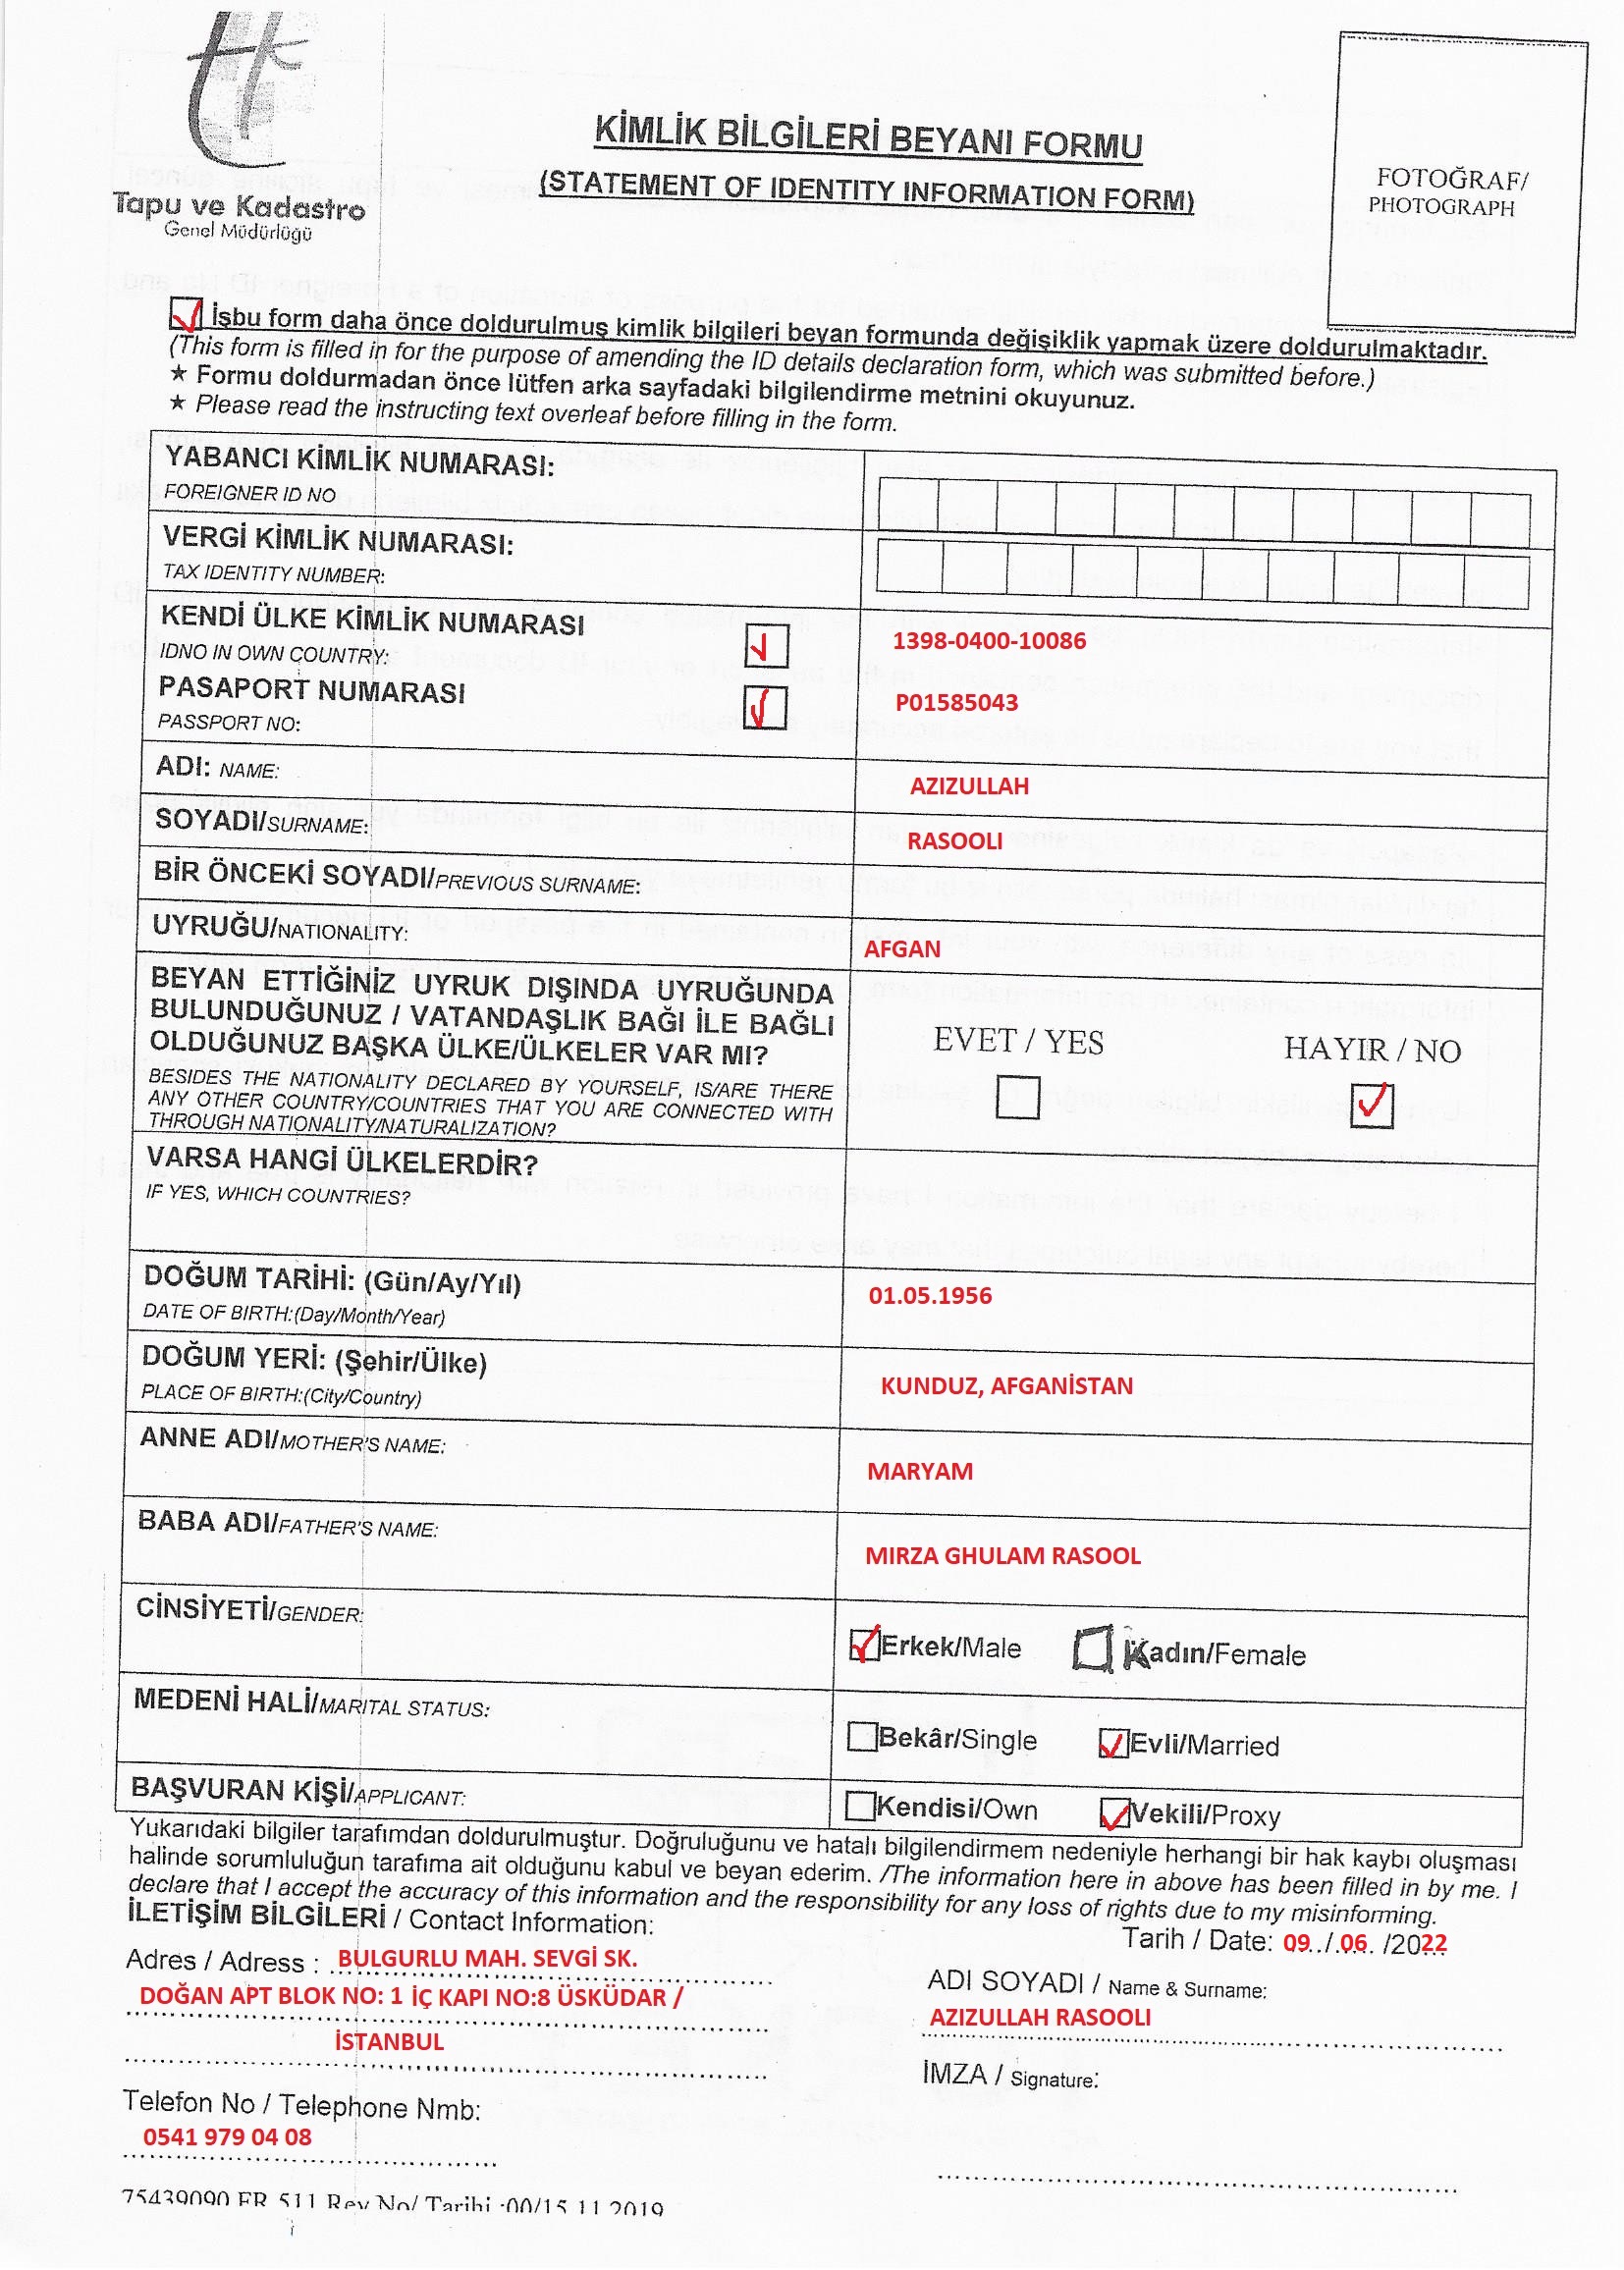 Tapu ve Kadastro
Genel Müdürlüğü
KİMLİK BİLGİLERİ BEYANI FORMU
(STATEMENT OF IDENTITY INFORMATION FORM)
FOTOĞRAF/
PHOTOGRAPH
İşbu form daha önce doldurulmuş kimlik bilgileri beyan formunda değişiklik yapmak üzere doldurulmaktadır.
(This form is filled in for the purpose of amending the ID details declaration form, which was submitted before.)
★ Formu doldurmadan önce lütfen arka sayfadaki bilgilendirme metnini okuyunuz.
★ Please read the instructing text overleaf before filling in the form.
YABANCI KİMLİK NUMARASI:
FOREIGNER ID NO
VERGİ KİMLİK NUMARASI:
TAX IDENTITY NUMBER:
KENDİ ÜLKE KİMLİK NUMARASI
IDNO IN OWN COUNTRY:
1398-0400-10086
PASAPORT NUMARASI
PASSPORT NO:
P01585043
ADI: NAME:
AZIZULLAH
SOYADI/SURNAME:
RASOOLI
BİR ÖNCEKİ SOYADI/PREVIOUS SURNAME:
UYRUĞU/NATIONALITY:
AFGAN
BEYAN ETTİĞİNİZ UYRUK DIŞINDA UYRUĞUNDA
BULUNDUĞUNUZ / VATANDAŞLIK BAĞI İLE BAĞLI
OLDUĞUNUZ BAŞKA ÜLKE/ÜLKELER VAR MI?
BESIDES THE NATIONALITY DECLARED BY YOURSELF, IS/ARE THERE
ANY OTHER COUNTRY/COUNTRIES THAT YOU ARE CONNECTED WITH
THROUGH NATIONALITY/NATURALIZATION?
EVET / YES
HAYIR / NO
VARSA HANGİ ÜLKELERDİR?
IF YES, WHICH COUNTRIES?
DOĞUM TARİHİ: (Gün/Ay/Yıl)
DATE OF BIRTH:(Day/Month/Year)
01.05.1956
DOĞUM YERİ: (Şehir/Ülke)
PLACE OF BIRTH:(City/Country)
KUNDUZ, AFGANİSTAN
ANNE ADI/MOTHER'S NAME:
MARYAM
BABA ADI/FATHER'S NAME:
MIRZA GHULAM RASOOL
CİNSİYETİ/GENDER:
Erkek/Male Kadın/Female
MEDENİ HALİ/MARITAL STATUS:
Bekâr/Single Evli/Married
BAŞVURAN KİŞİ/APPLICANT:
Kendisi/Own Vekili/Proxy
Yukarıdaki bilgiler tarafımdan doldurulmuştur. Doğruluğunu ve hatalı bilgilendirmem nedeniyle herhangi bir hak kaybı oluşması
halinde sorumluluğun tarafıma ait olduğunu kabul ve beyan ederim. /The information here in above has been filled in by me. I
declare that I accept the accuracy of this information and the responsibility for any loss of rights due to my misinforming.
İLETİŞİM BİLGİLERİ / Contact Information:
Tarih / Date: 09../.06. /2022
Adres / Adress : BULGURLU MAH. SEVGİ SK.
DOĞAN APT BLOK NO: 1 İÇ KAPI NO:8 ÜSKÜDAR /
İSTANBUL
ADI SOYADI / Name & Surname:
AZIZULLAH RASOOLI
İMZA / Signature:
Telefon No / Telephone Nmb:
0541 979 04 08
75439090 FR 511 Rev No/ Tarihi :00/15 11 2019